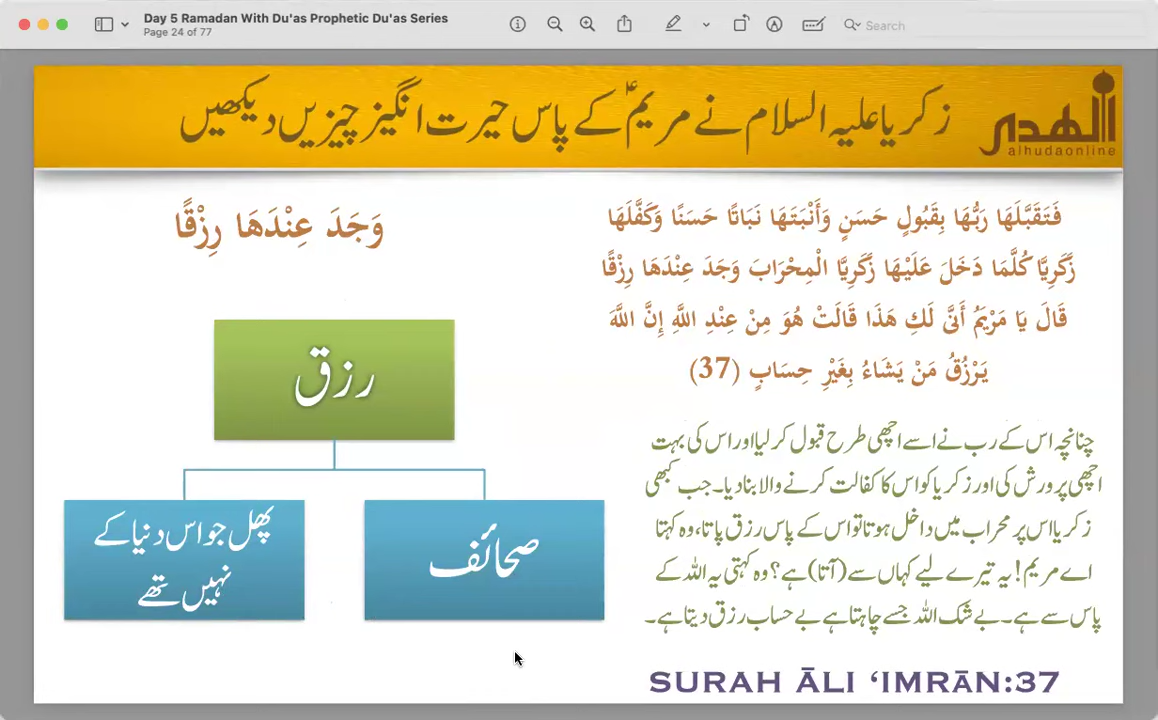 Day 5 Ramadan With Du'as Prophetic Du'as Series
Page 24 of 77
Search
زکریا علیہ السلام نے مریمؑ کے پاس حیرت انگیز چیزیں دیکھیں
الهدى
alhudaonline
فَتَقَبَّلَهَا رَبُّهَا بِقَبُولٍ حَسَنٍ وَأَنْبَتَهَا نَبَاتًا حَسَنًا وَكَفَّلَهَا
زَكَرِيَّا كُلَّمَا دَخَلَ عَلَيْهَا زَكَرِيَّا الْمِحْرَابَ وَجَدَ عِنْدَهَا رِزْقًا
قَالَ يَا مَرْيَمُ أَنَّى لَكِ هَذَا قَالَتْ هُوَ مِنْ عِنْدِ اللَّهِ إِنَّ اللَّهَ
يَرْزُقُ مَنْ يَشَاءُ بِغَيْرِ حِسَابٍ (37)
چنانچہ اس کے رب نے اسے اچھی طرح قبول کر لیا اور اس کی بہت
اچھی پرورش کی اور زکریا کو اس کا کفالت کرنے والا بنا دیا۔ جب کبھی
زکریا اس پر محراب میں داخل ہوتا تو اس کے پاس رزق پاتا، وہ کہتا
اے مریم! یہ تیرے لیے کہاں سے (آتا) ہے؟ وہ کہتی یہ اللہ کے
پاس سے ہے۔ بے شک اللہ جسے چاہتا ہے بے حساب رزق دیتا ہے۔
SURAH ĀLI ‘IMRĀN:37
وَجَدَ عِنْدَهَا رِزْقًا
رزق
صحائف
پھل جو اس دنیا کے
نہیں تھے